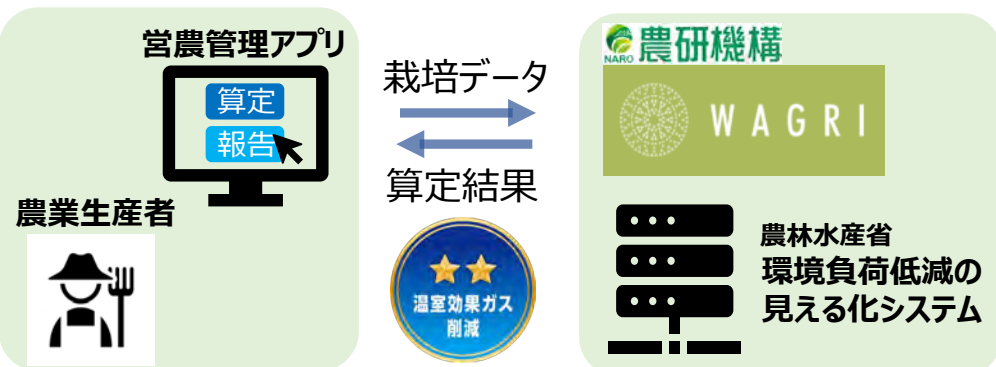 営農管理アプリ
算定
報告
農業生産者
栽培データ
算定結果
温室効果ガス
削減
NARO 農研機構
WAGRI
農林水産省
環境負荷低減の
見える化システム